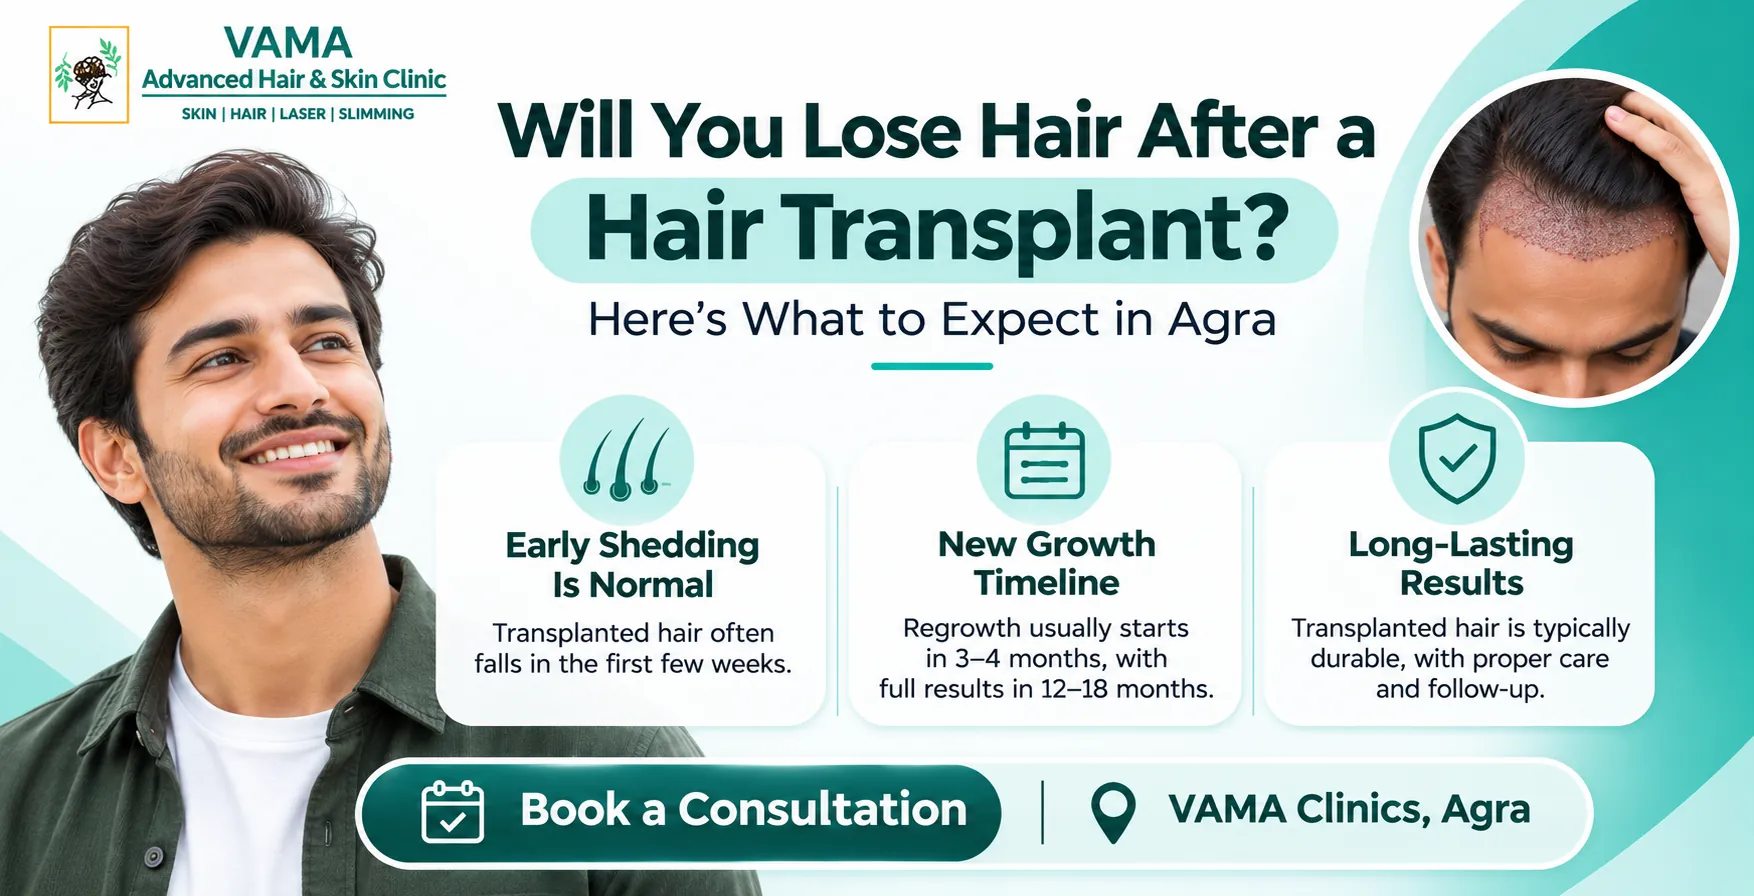 VAMA
Advanced Hair & Skin Clinic
SKIN | HAIR | LASER | SLIMMING
Will You Lose Hair After a
Hair Transplant?
Here's What to Expect in Agra
Early Shedding
Is Normal
Transplanted hair often
falls in the first few weeks.
New Growth
Timeline
Regrowth usually starts
in 3–4 months, with
full results in 12–18 months.
Long-Lasting
Results
Transplanted hair is typically
durable, with proper care
and follow-up.
Book a Consultation
VAMA Clinics, Agra